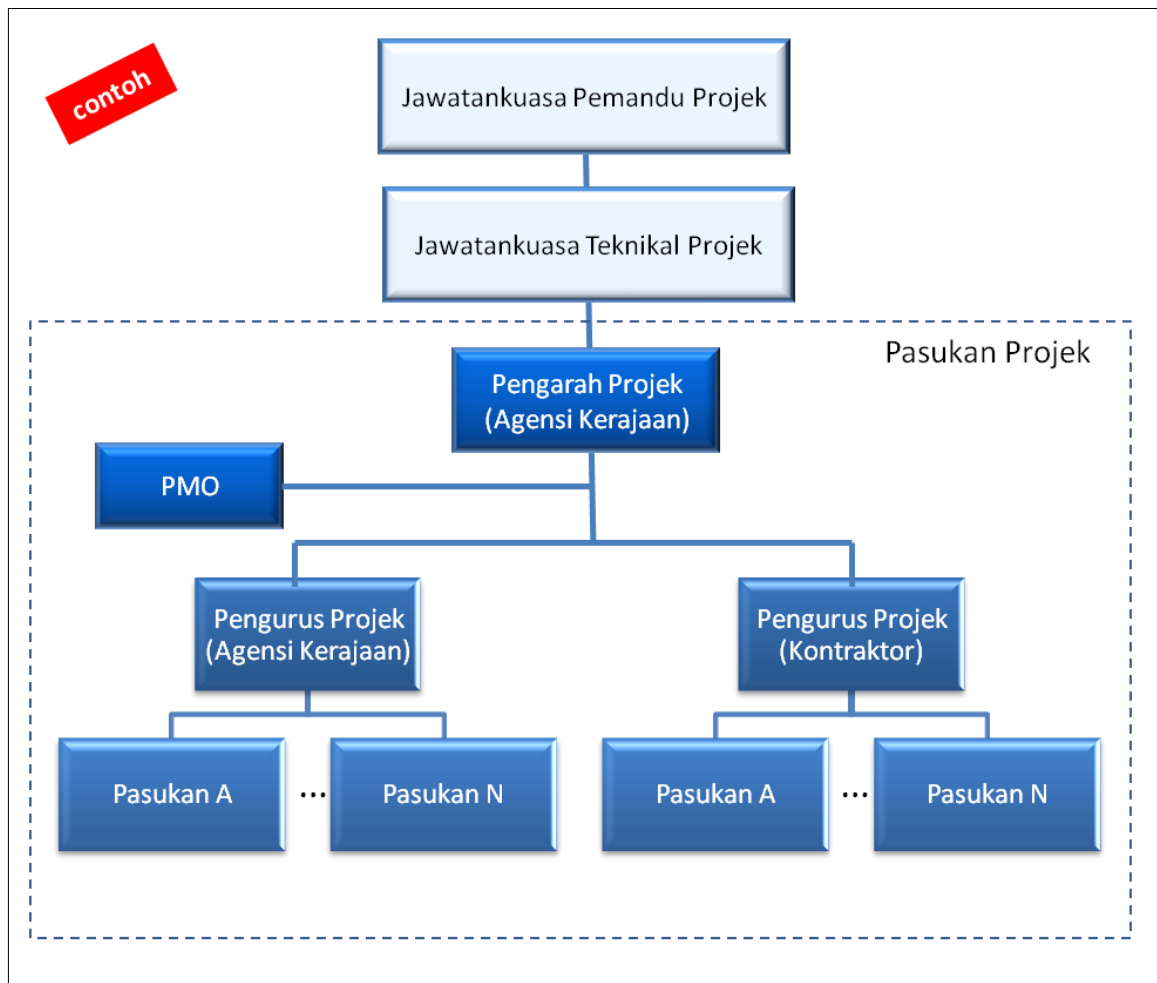 contoh
Jawatankuasa Pemandu Projek
Jawatankuasa Teknikal Projek
Pasukan Projek
Pengarah Projek
(Agensi Kerajaan)
PMO
Pengurus Projek
(Agensi Kerajaan)
Pengurus Projek
(Kontraktor)
Pasukan A
...
Pasukan N
Pasukan A
...
Pasukan N